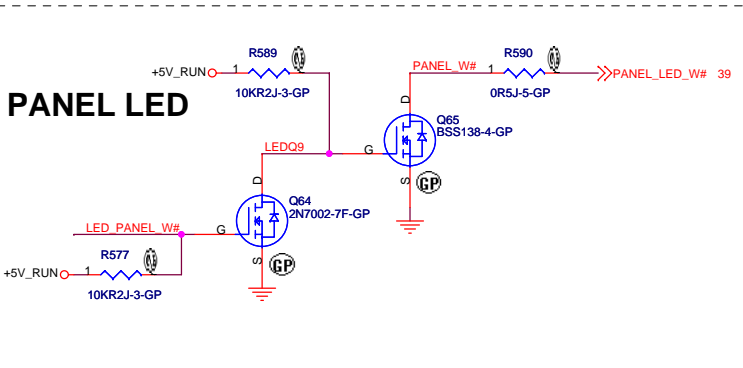 R589
+5V_RUN
1
10KR2J-3-GP
PANEL LED
PANEL_W#
1
R590
0R5J-5-GP
PANEL_LED_W# 39
D
Q65
BSS138-4-GP
G
S
GP
LEDQ9
D
Q64
2N7002-7F-GP
G
S
GP
LED_PANEL_W#
R577
+5V_RUN
1
10KR2J-3-GP